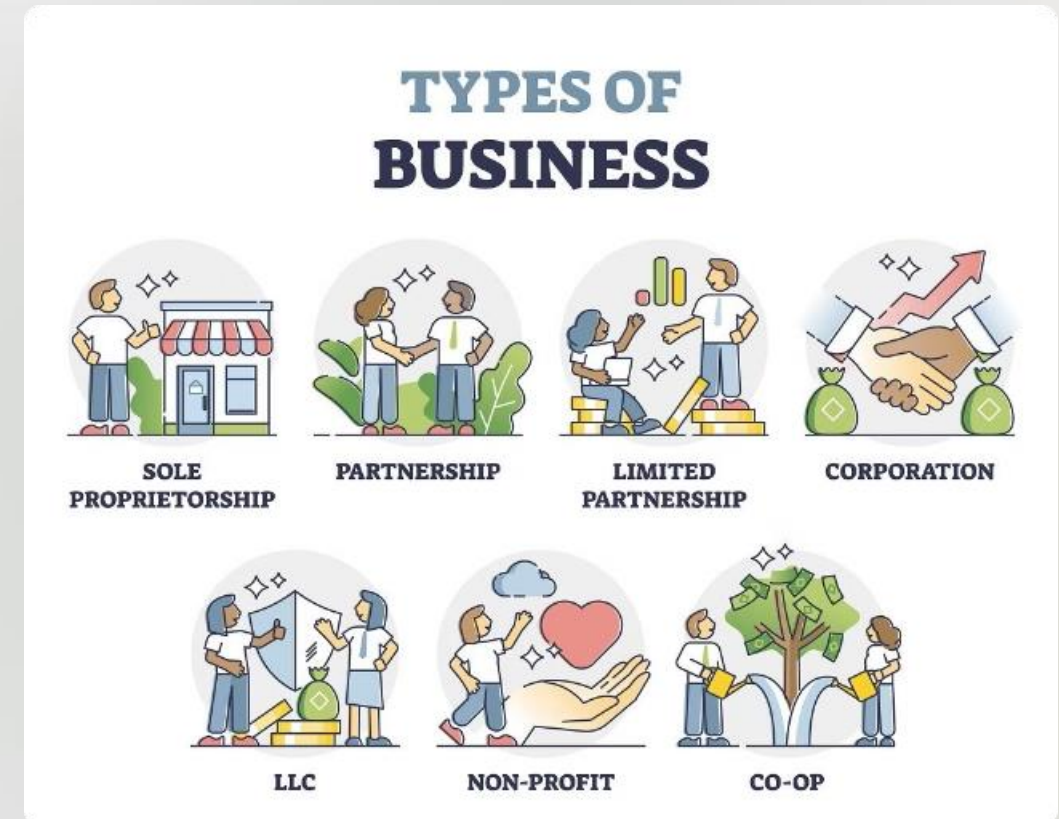 TYPES OF
BUSINESS
SOLE
PROPRIETORSHIP
PARTNERSHIP
LIMITED
PARTNERSHIP
CORPORATION
LLC
NON-PROFIT
CO-OP